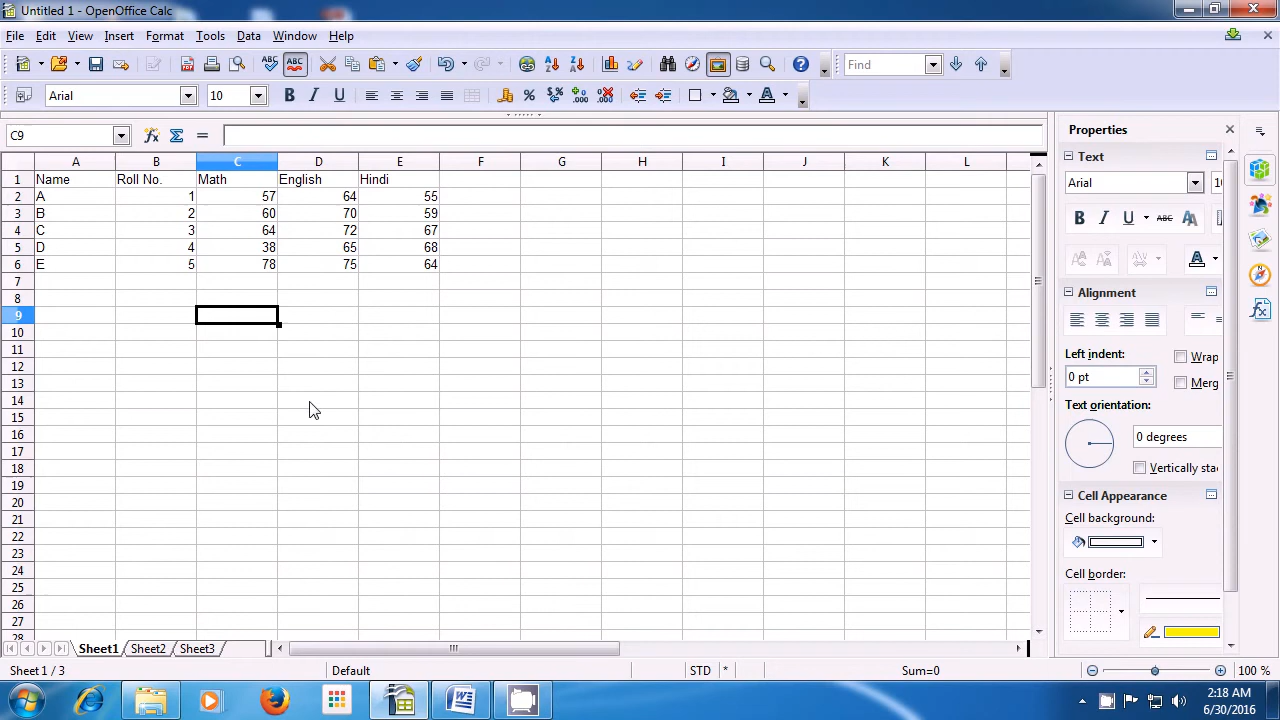 Untitled 1 - OpenOffice Calc
File Edit View Insert Format Tools Data Window Help
Find
Arial 10
C9
Properties
Text
Arial
Alignment
Left indent: Wrap
0 pt Merg
Text orientation:
0 degrees
Vertically sta
Cell Appearance
Cell background:
Cell border:
A B C D E F G H I J K L
1 Name Roll No. Math English Hindi
2 A 1 57 64 55
3 B 2 60 70 59
4 C 3 64 72 67
5 D 4 38 65 68
6 E 5 78 75 64
7
8
9
10
11
12
13
14
15
16
17
18
19
20
21
22
23
24
25
26
27
28
Sheet1 Sheet2 Sheet3
Sheet 1 / 3 Default STD * Sum=0 100 %
2:18 AM
6/30/2016